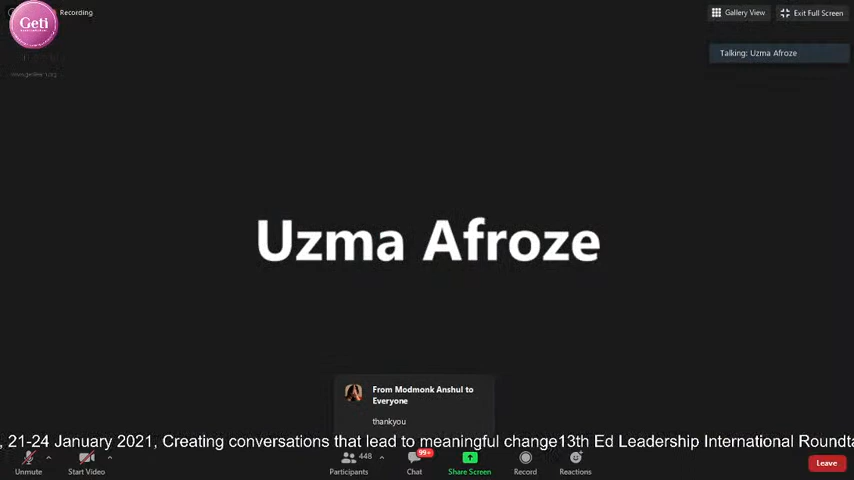 Geti
Recording
Gallery View
Exit Full Screen
Talking: Uzma Afroze
Uzma Afroze
From Modmonk Anshul to
Everyone
thankyou
, 21-24 January 2021, Creating conversations that lead to meaningful change13th Ed Leadership International Roundta
Unmute
Start Video
448
Participants
99+
Chat
Share Screen
Record
Reactions
Leave